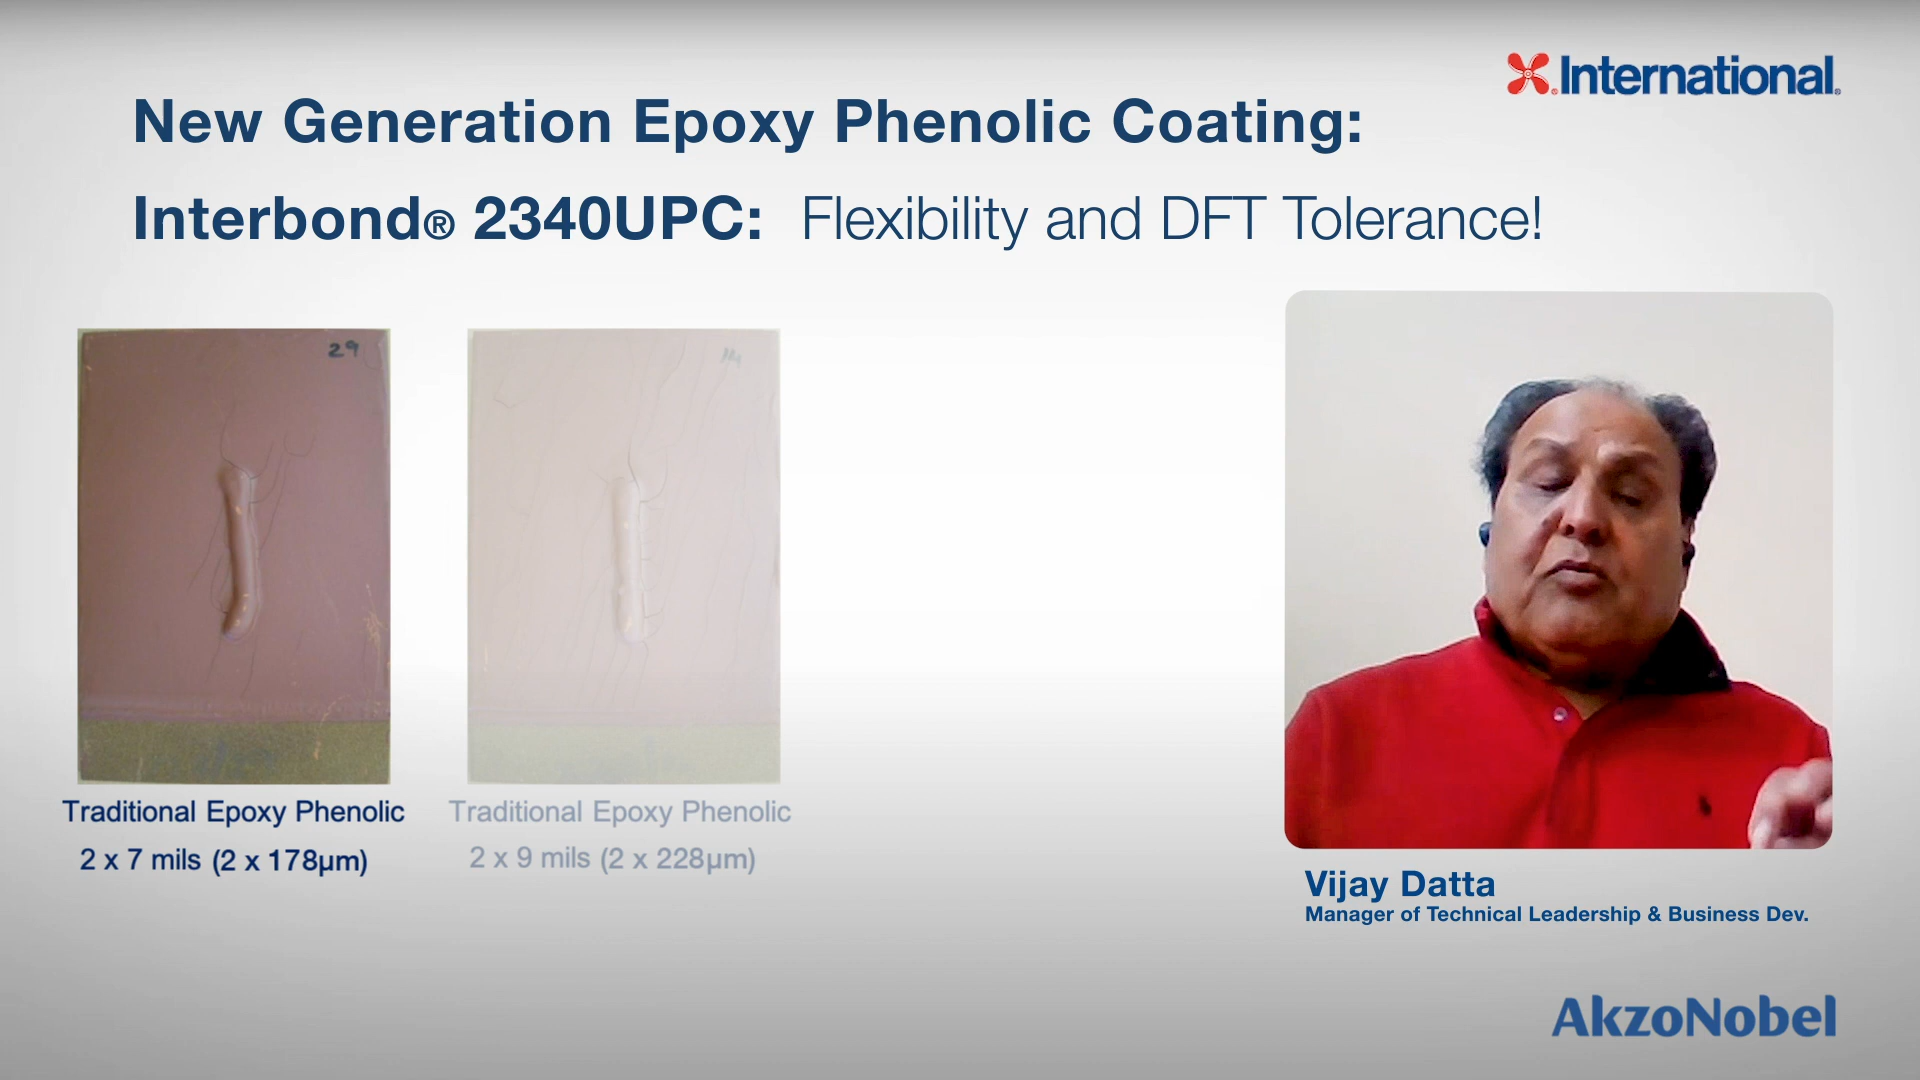 International®
New Generation Epoxy Phenolic Coating:
Interbond® 2340UPC: Flexibility and DFT Tolerance!
29
Traditional Epoxy Phenolic
2 x 7 mils (2 x 178µm)
Traditional Epoxy Phenolic
2 x 9 mils (2 x 228µm)
Vijay Datta
Manager of Technical Leadership & Business Dev.
AkzoNobel